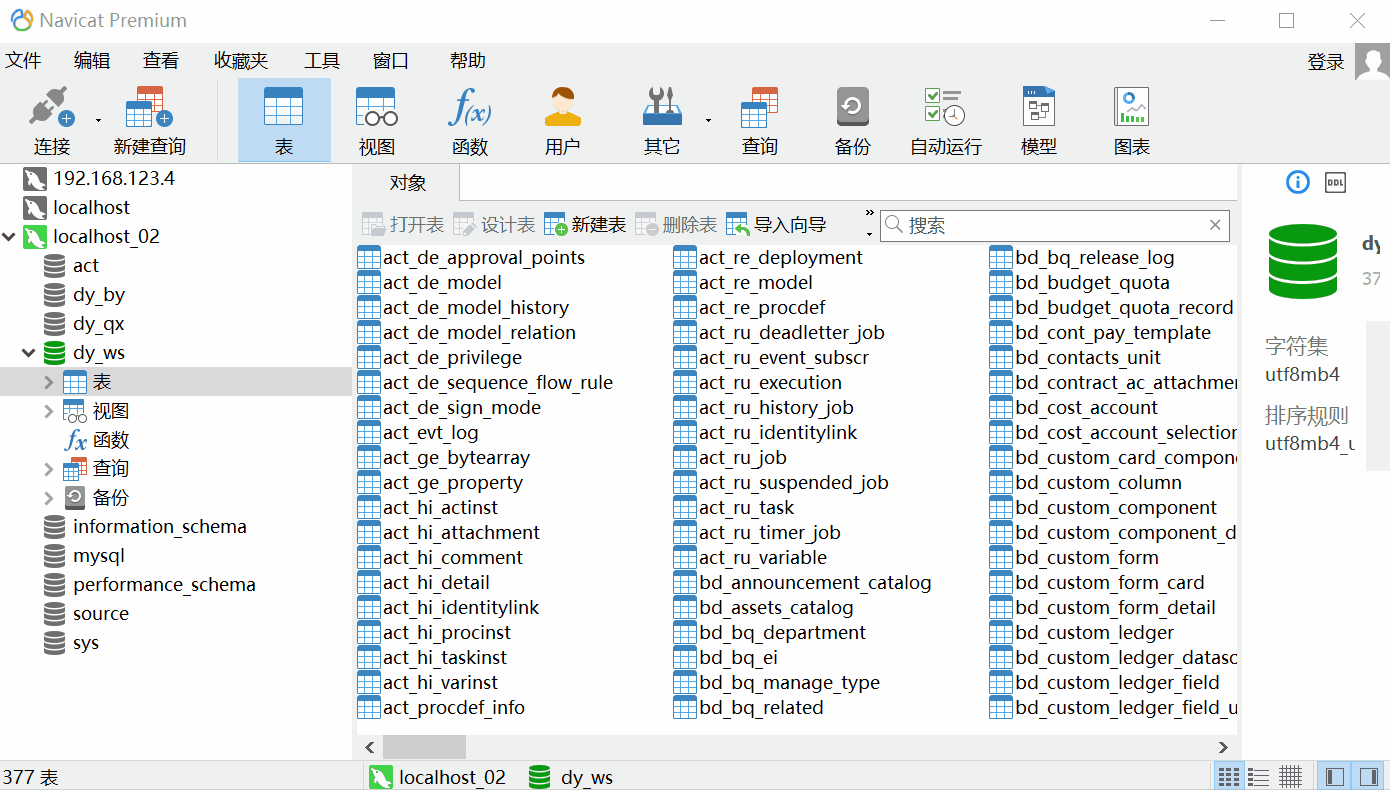 Navicat Premium
文件 编辑 查看 收藏夹 工具 窗口 帮助 登录
连接 新建查询 表 视图 函数 用户 其它 查询 备份 自动运行 模型 图表
192.168.123.4
localhost
localhost_02
act
dy_by
dy_qx
dy_ws
表
视图
函数
查询
备份
information_schema
mysql
performance_schema
source
sys
对象
打开表 设计表 新建表 删除表 导入向导 » 搜索
act_de_approval_points
act_de_model
act_de_model_history
act_de_model_relation
act_de_privilege
act_de_sequence_flow_rule
act_de_sign_mode
act_evt_log
act_ge_bytearray
act_ge_property
act_hi_actinst
act_hi_attachment
act_hi_comment
act_hi_detail
act_hi_identitylink
act_hi_procinst
act_hi_taskinst
act_hi_varinst
act_procdef_info
act_re_deployment
act_re_model
act_re_procdef
act_ru_deadletter_job
act_ru_event_subscr
act_ru_execution
act_ru_history_job
act_ru_identitylink
act_ru_job
act_ru_suspended_job
act_ru_task
act_ru_timer_job
act_ru_variable
bd_announcement_catalog
bd_assets_catalog
bd_bq_department
bd_bq_ei
bd_bq_manage_type
bd_bq_related
bd_bq_release_log
bd_budget_quota
bd_budget_quota_record
bd_cont_pay_template
bd_contacts_unit
bd_contract_ac_attachme
bd_cost_account
bd_cost_account_selection
bd_custom_card_compone
bd_custom_column
bd_custom_component
bd_custom_component_d
bd_custom_form
bd_custom_form_card
bd_custom_form_detail
bd_custom_ledger
bd_custom_ledger_dataso
bd_custom_ledger_field
bd_custom_ledger_field_u
DDL
dy
37
字符集
utf8mb4
排序规则
utf8mb4_u
377 表 localhost_02 dy_ws